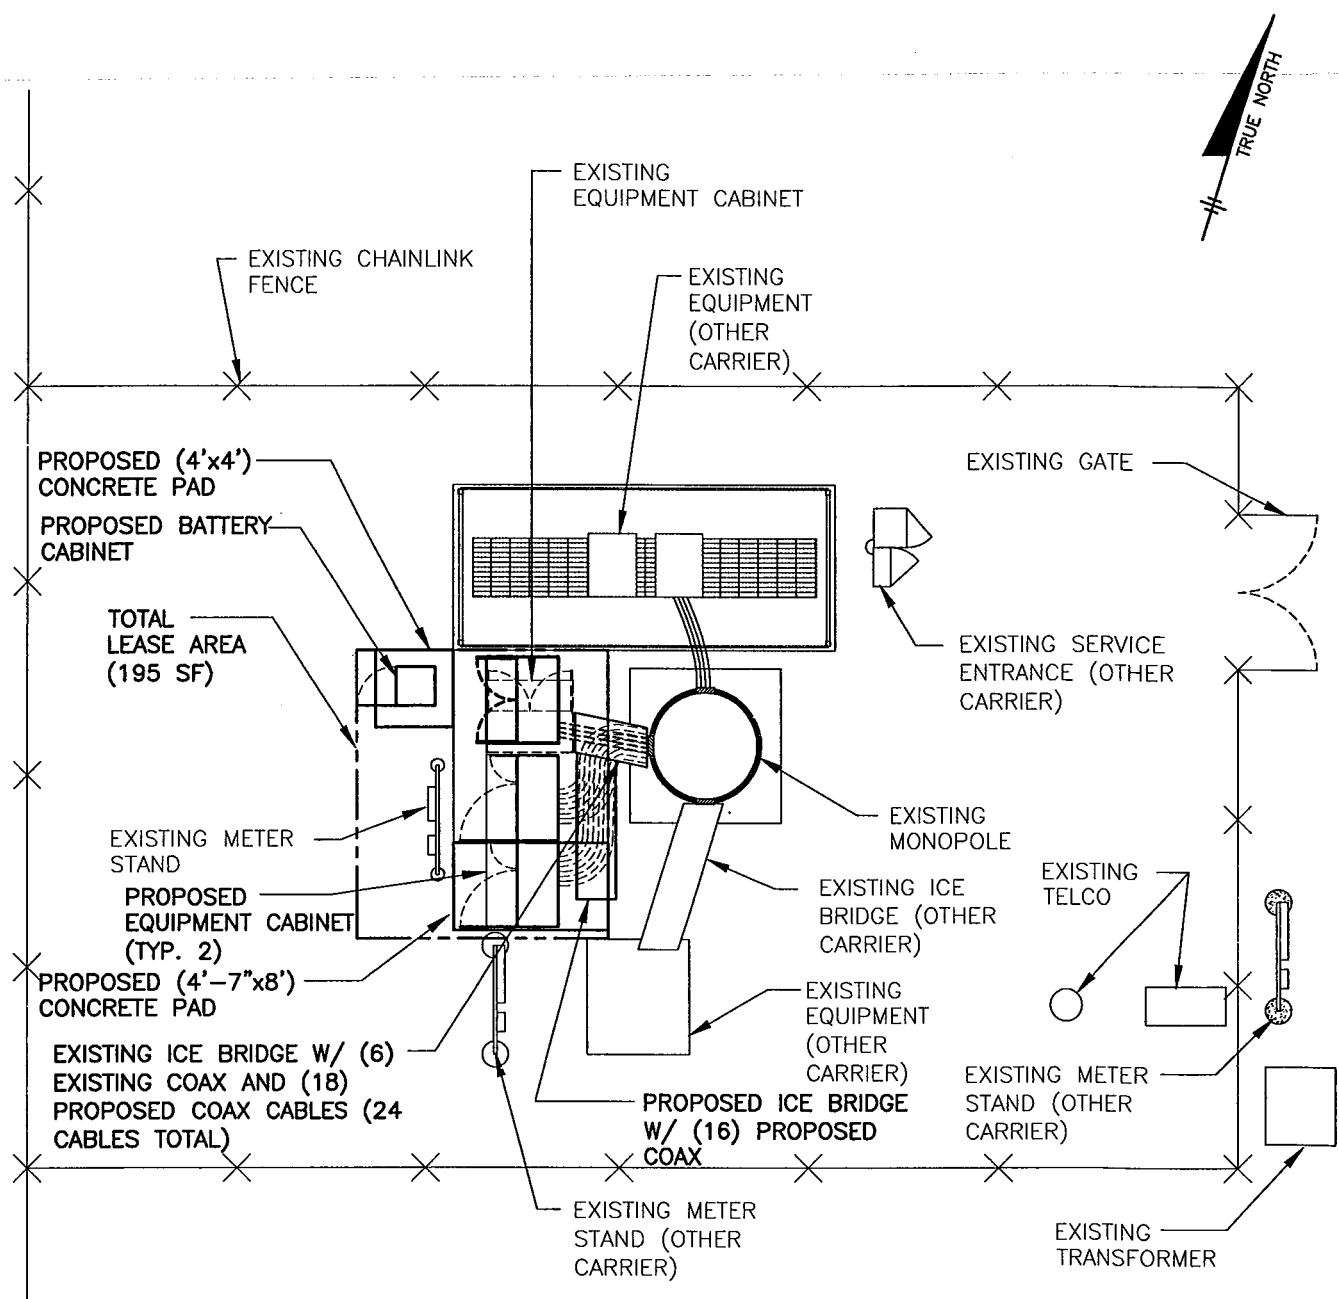 TRUE NORTH
EXISTING
EQUIPMENT CABINET
EXISTING CHAINLINK
FENCE
EXISTING
EQUIPMENT
(OTHER
CARRIER)
PROPOSED (4'x4')
CONCRETE PAD
EXISTING GATE
PROPOSED BATTERY
CABINET
TOTAL
LEASE AREA
(195 SF)
EXISTING SERVICE
ENTRANCE (OTHER
CARRIER)
EXISTING METER
STAND
EXISTING
MONOPOLE
PROPOSED
EQUIPMENT CABINET
(TYP. 2)
EXISTING ICE
BRIDGE (OTHER
CARRIER)
EXISTING
TELCO
PROPOSED (4'-7"x8')
CONCRETE PAD
EXISTING
EQUIPMENT
(OTHER
CARRIER)
EXISTING ICE BRIDGE W/ (6)
EXISTING COAX AND (18)
PROPOSED COAX CABLES (24
CABLES TOTAL)
PROPOSED ICE BRIDGE
W/ (16) PROPOSED
COAX
EXISTING METER
STAND (OTHER
CARRIER)
EXISTING METER
STAND (OTHER
CARRIER)
EXISTING
TRANSFORMER